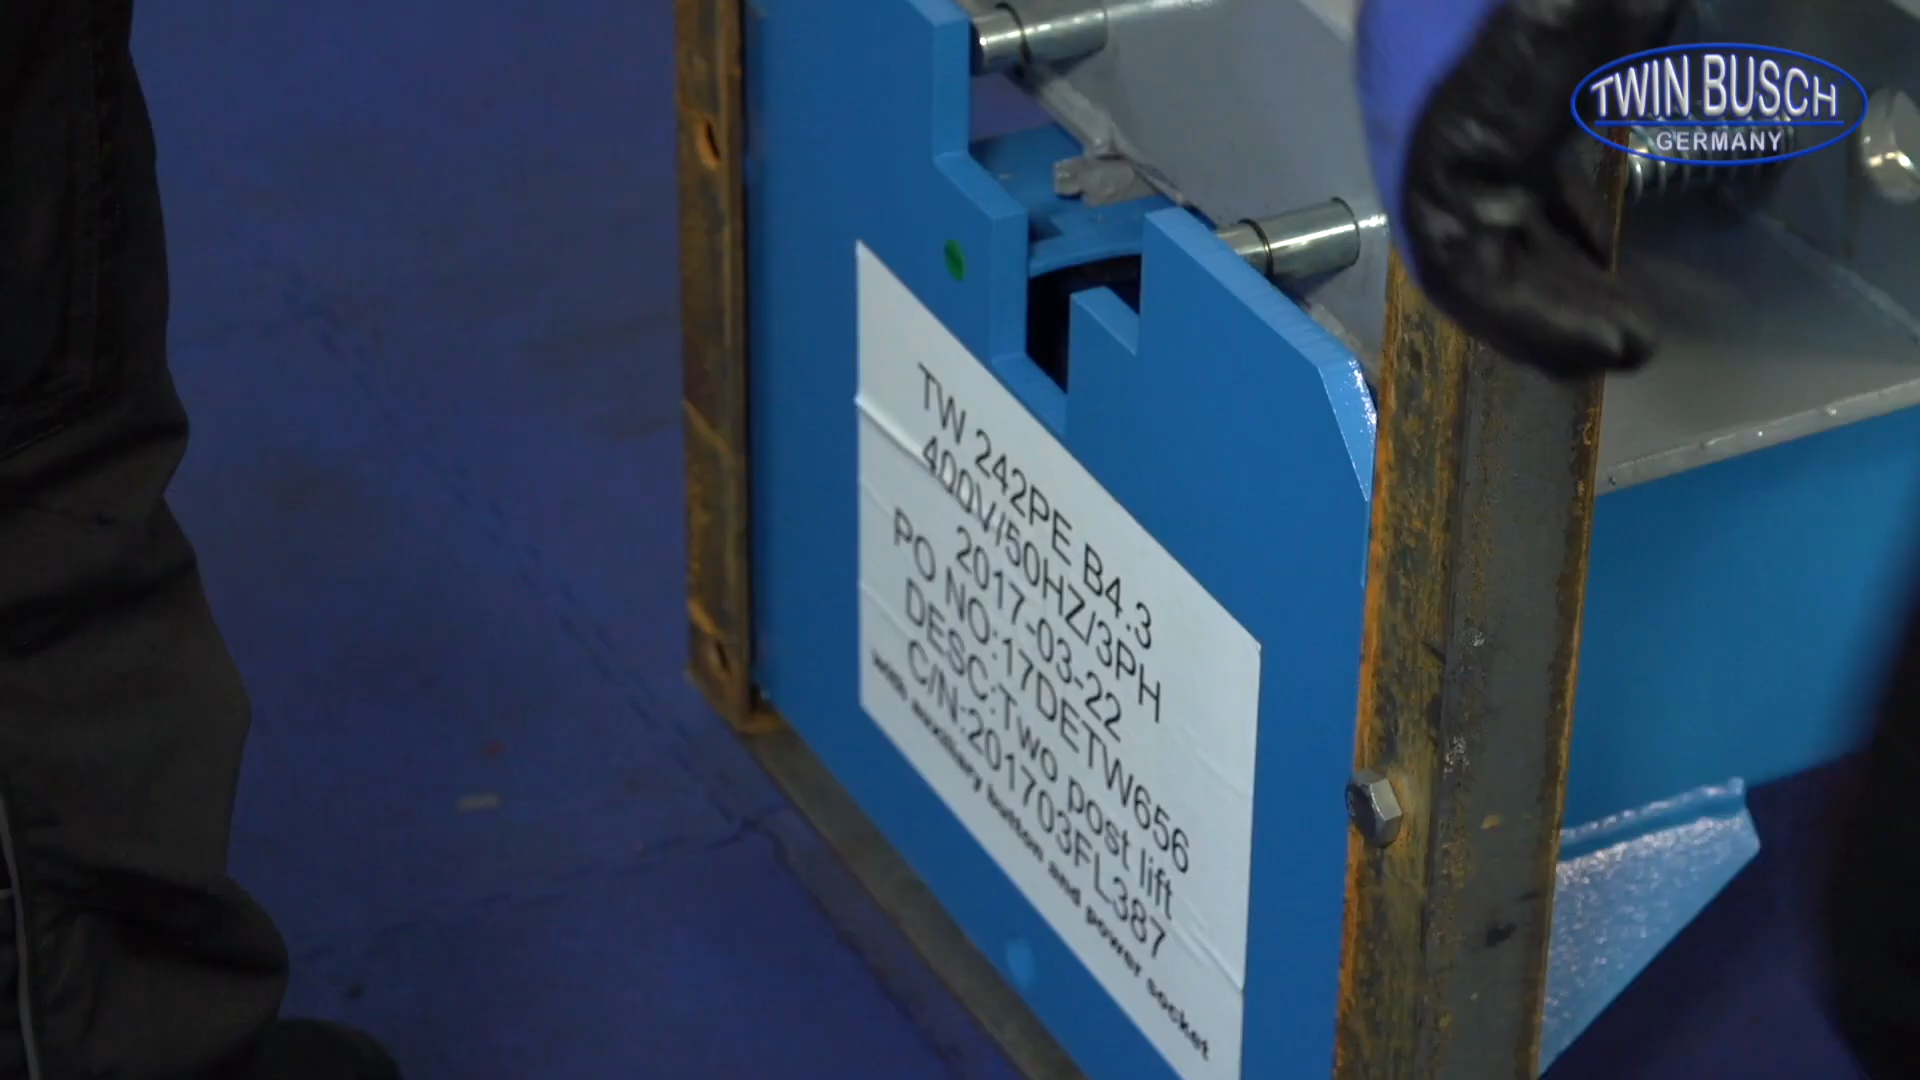 TWIN BUSCH
GERMANY
TW 242PE B4.3
400V/50HZ/3PH
2017-03-22
PO NO:17DETW656
DESC:Two post lift
C/N:201703FL387
with auxiliary button and power socket